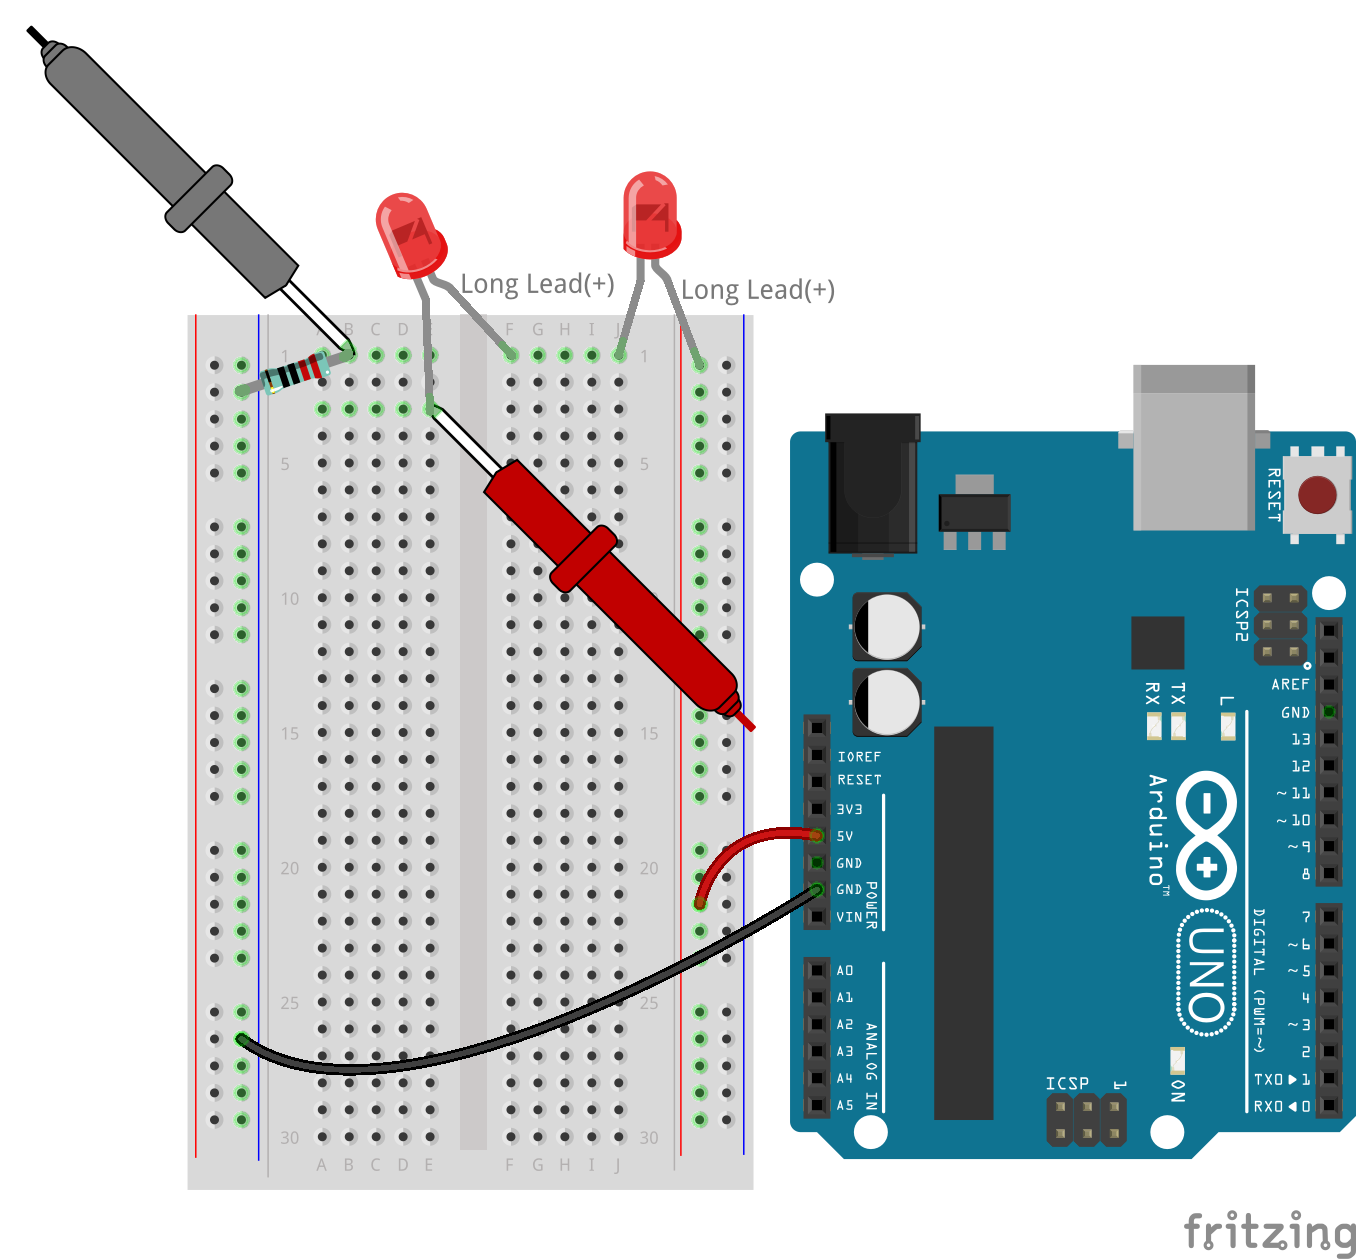 Long Lead(+)
Long Lead(+)
A B C D E F G H I J
1 1
5 5
10 10
15 15
20 20
25 25
30 30
A B C D E F G H I J
RESET
ICSP2
AREF
GND
13
12
~11
~10
~9
8
7
~6
~5
4
~3
2
TX0▶1
RX0◀0
DIGITAL (PWM=~)
RX TX L
IOREF
RESET
3V3
5V
GND
GND
VIN
POWER
A0
A1
A2
A3
A4
A5
ANALOG IN
Arduino™
UNO
ON
ICSP 1
fritzing